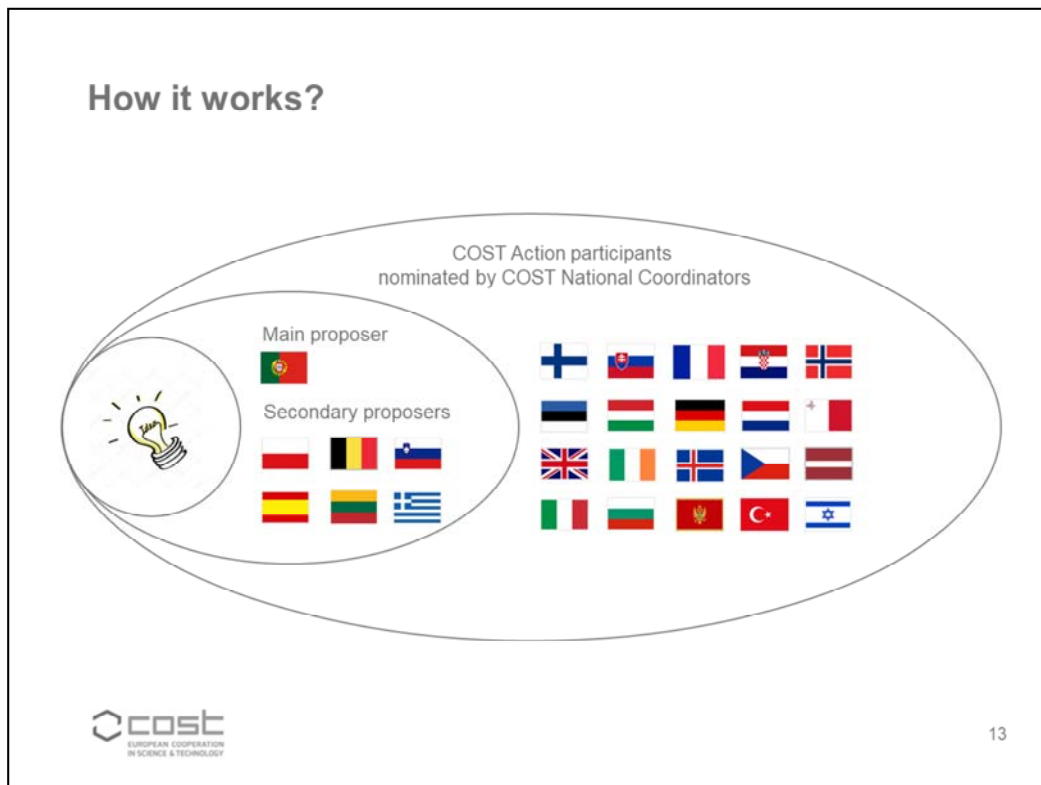 How it works?
COST Action participants
nominated by COST National Coordinators
Main proposer
Secondary proposers
Idea
cost
EUROPEAN COOPERATION
IN SCIENCE & TECHNOLOGY
13